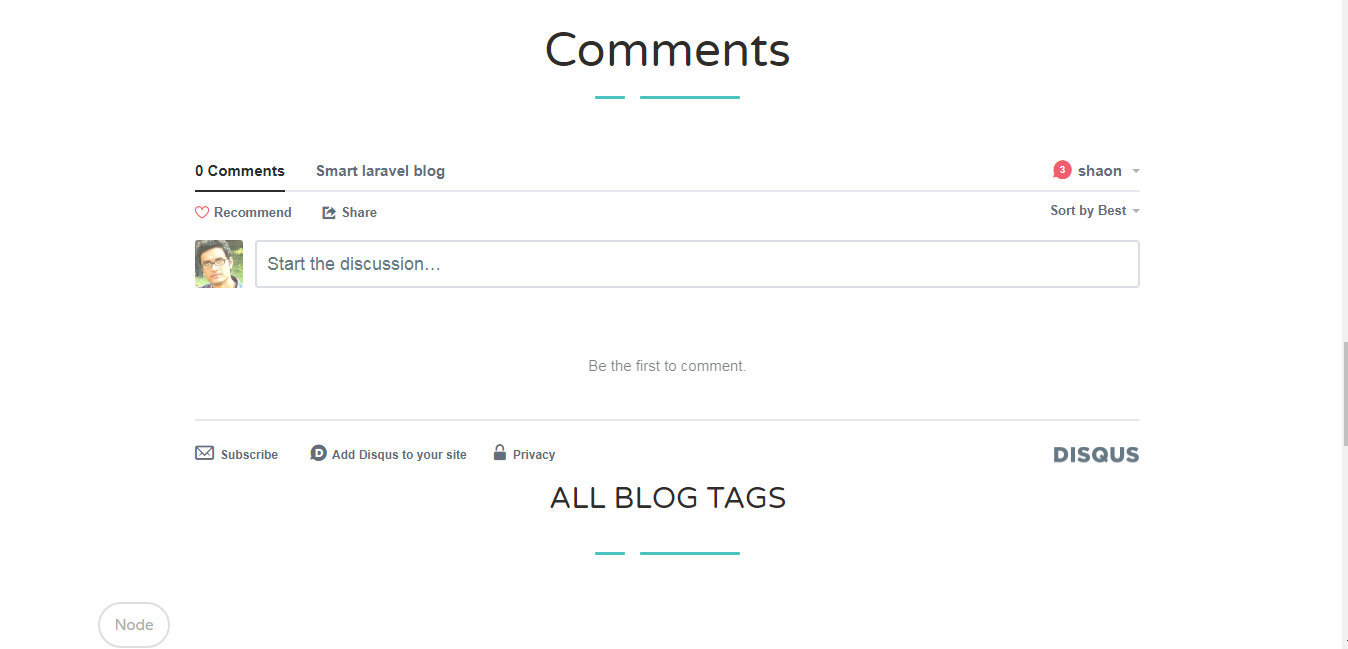 Comments
0 Comments Smart laravel blog 3 shaon
Recommend Share Sort by Best
Start the discussion…
Be the first to comment.
Subscribe D Add Disqus to your site Privacy DISQUS
ALL BLOG TAGS
Node